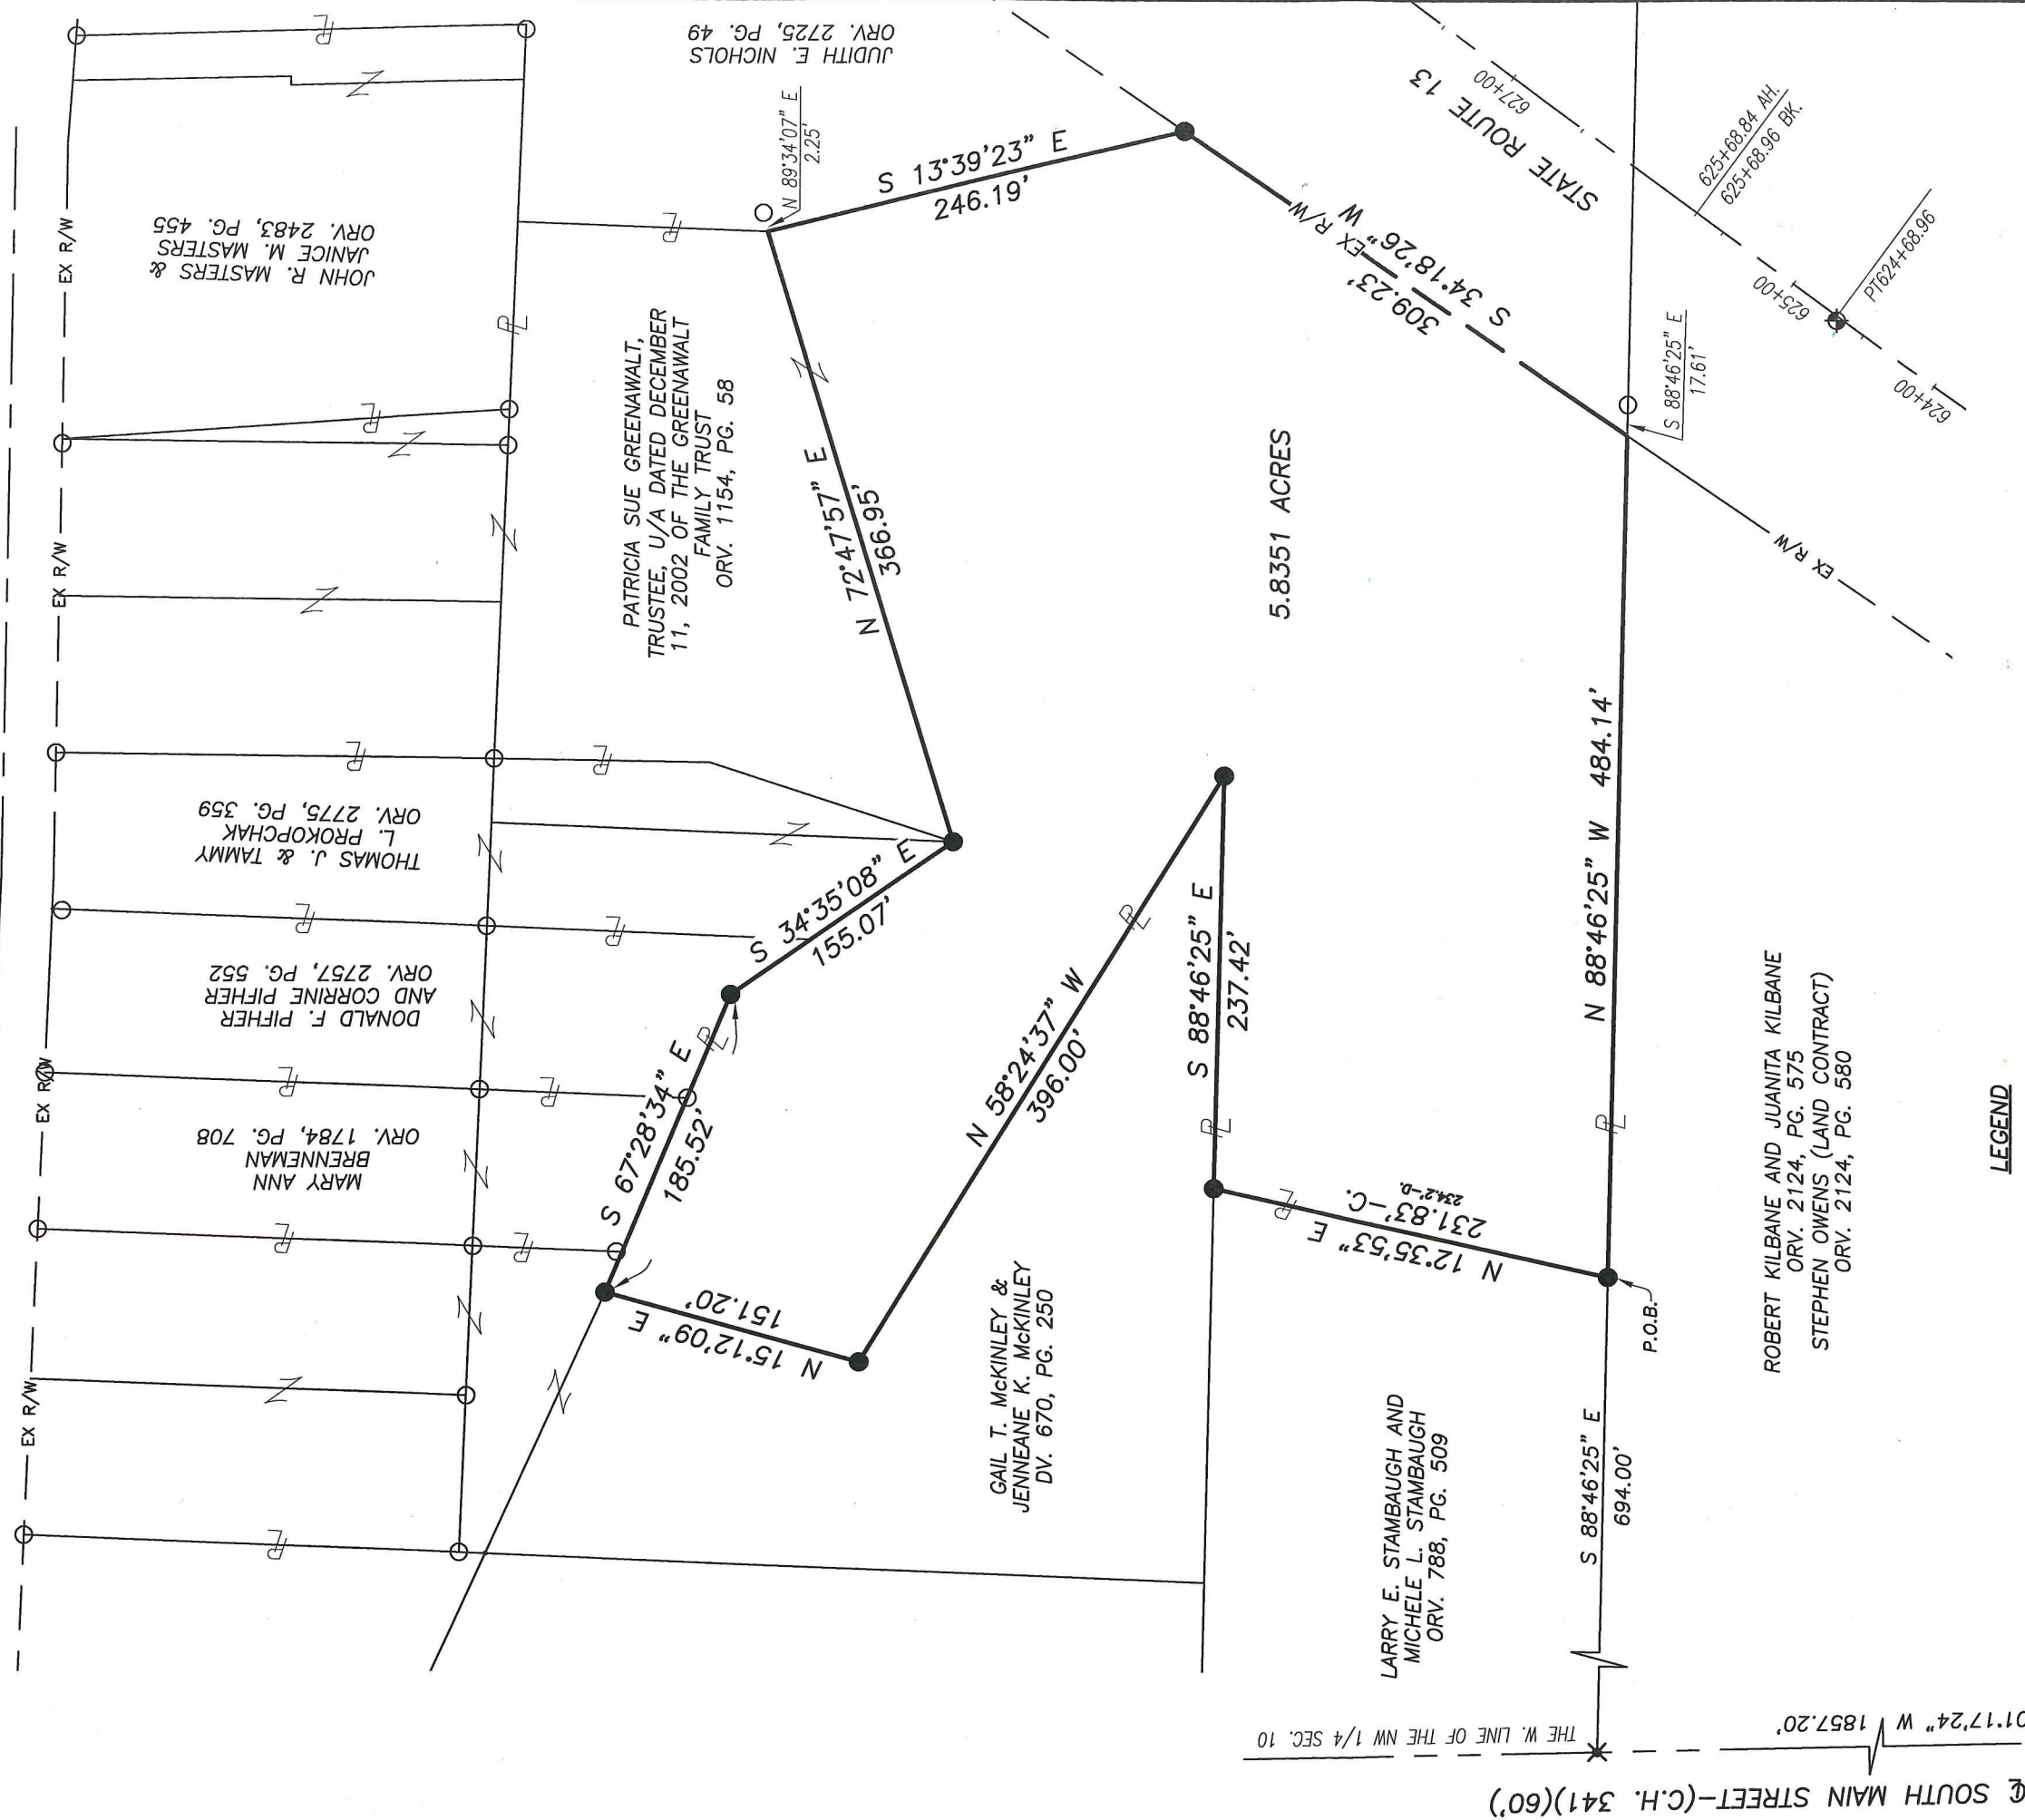 JUDITH E. NICHOLS
ORV. 2725, PG. 49
EX R/W
JOHN R. MASTERS &
JANICE M. MASTERS
ORV. 2483, PG. 455
N 89°34'07" E
2.25'
S 13°39'23" E
246.19'
STATE ROUTE 13
627+00
625+68.84 AH.
625+68.96 BK.
625+00
PT624+68.96
624+00
EX R/W
S 34°18'26" W
309.23'
S 88°46'25" E
17.61'
EX R/W
PATRICIA SUE GREENAWALT,
TRUSTEE, U/A DATED DECEMBER
11, 2002 OF THE GREENAWALT
FAMILY TRUST
ORV. 1154, PG. 58
N 72°47'57" E
366.95'
5.8351 ACRES
EX R/W
THOMAS J. & TAMMY
L. PROKOPCHAK
ORV. 2775, PG. 359
S 34°35'08" E
155.07'
DONALD F. PIFHER
AND CORRINE PIFHER
ORV. 2757, PG. 552
EX R/W
S 67°28'34" E
185.52'
N 58°24'37" W
396.00'
S 88°46'25" E
237.42'
N 88°46'25" W 484.14'
MARY ANN
BRENNEMAN
ORV. 1784, PG. 708
N 15°12'09" E
151.20'
GAIL T. McKINLEY &
JENNEANE K. McKINLEY
DV. 670, PG. 250
N 12°35'53" E
231.83'-C.
234.2'-D.
P.O.B.
ROBERT KILBANE AND JUANITA KILBANE
ORV. 2124, PG. 575
STEPHEN OWENS (LAND CONTRACT)
ORV. 2124, PG. 580
LEGEND
EX R/W
LARRY E. STAMBAUGH AND
MICHELE L. STAMBAUGH
ORV. 788, PG. 509
S 88°46'25" E
694.00'
THE W. LINE OF THE NW 1/4 SEC. 10
01°17'24" W 1857.20'
℄ SOUTH MAIN STREET-(C.H. 341)(60')